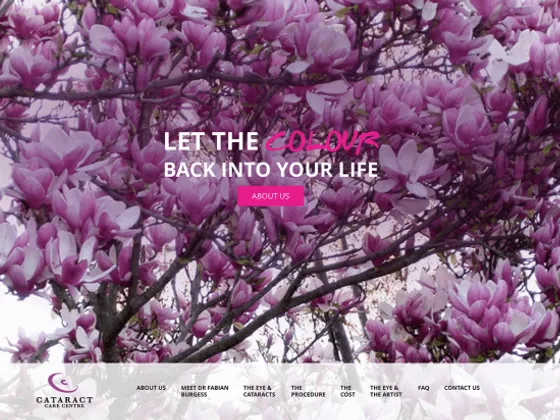 LET THE COLOUR
BACK INTO YOUR LIFE
ABOUT US
CATARACT
CARE CENTRE
ABOUT US
MEET DR FABIAN
BURGESS
THE EYE &
CATARACTS
THE
PROCEDURE
THE
COST
THE EYE &
THE ARTIST
FAQ
CONTACT US